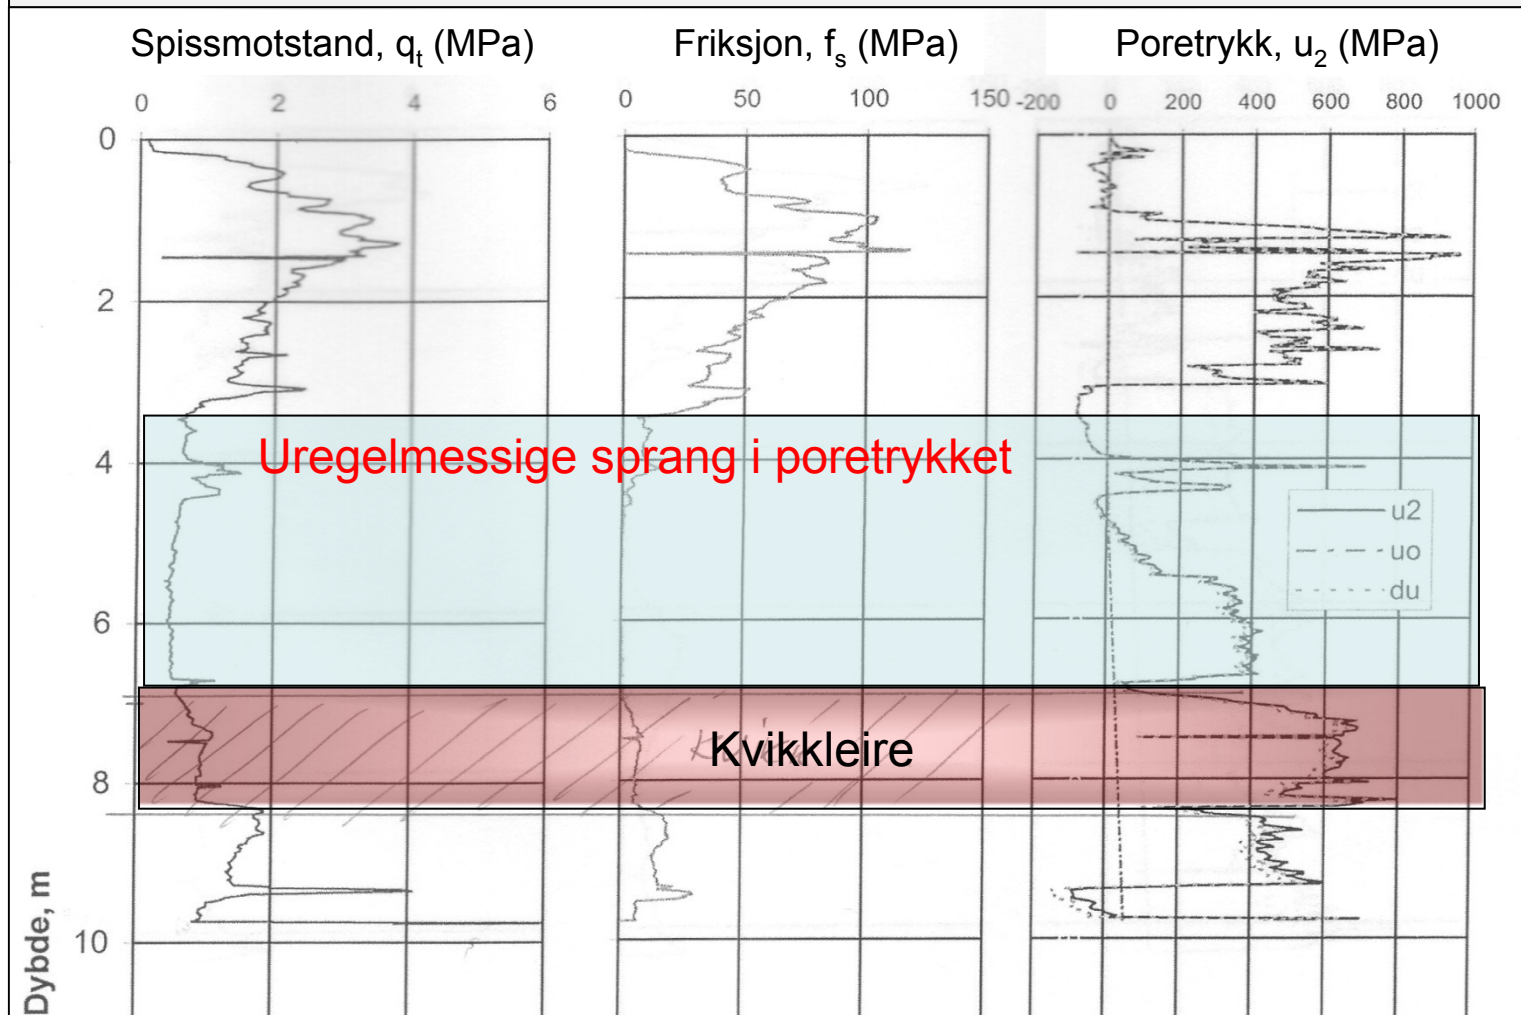 Spissmotstand, qt (MPa) Friksjon, fs (MPa) Poretrykk, u2 (MPa)
0 2 4 6 0 50 100 150 -200 0 200 400 600 800 1000
0
2
Uregelmessige sprang i poretrykket
4
u2
uo
du
6
Kvikkleire
8
10
Dybde, m